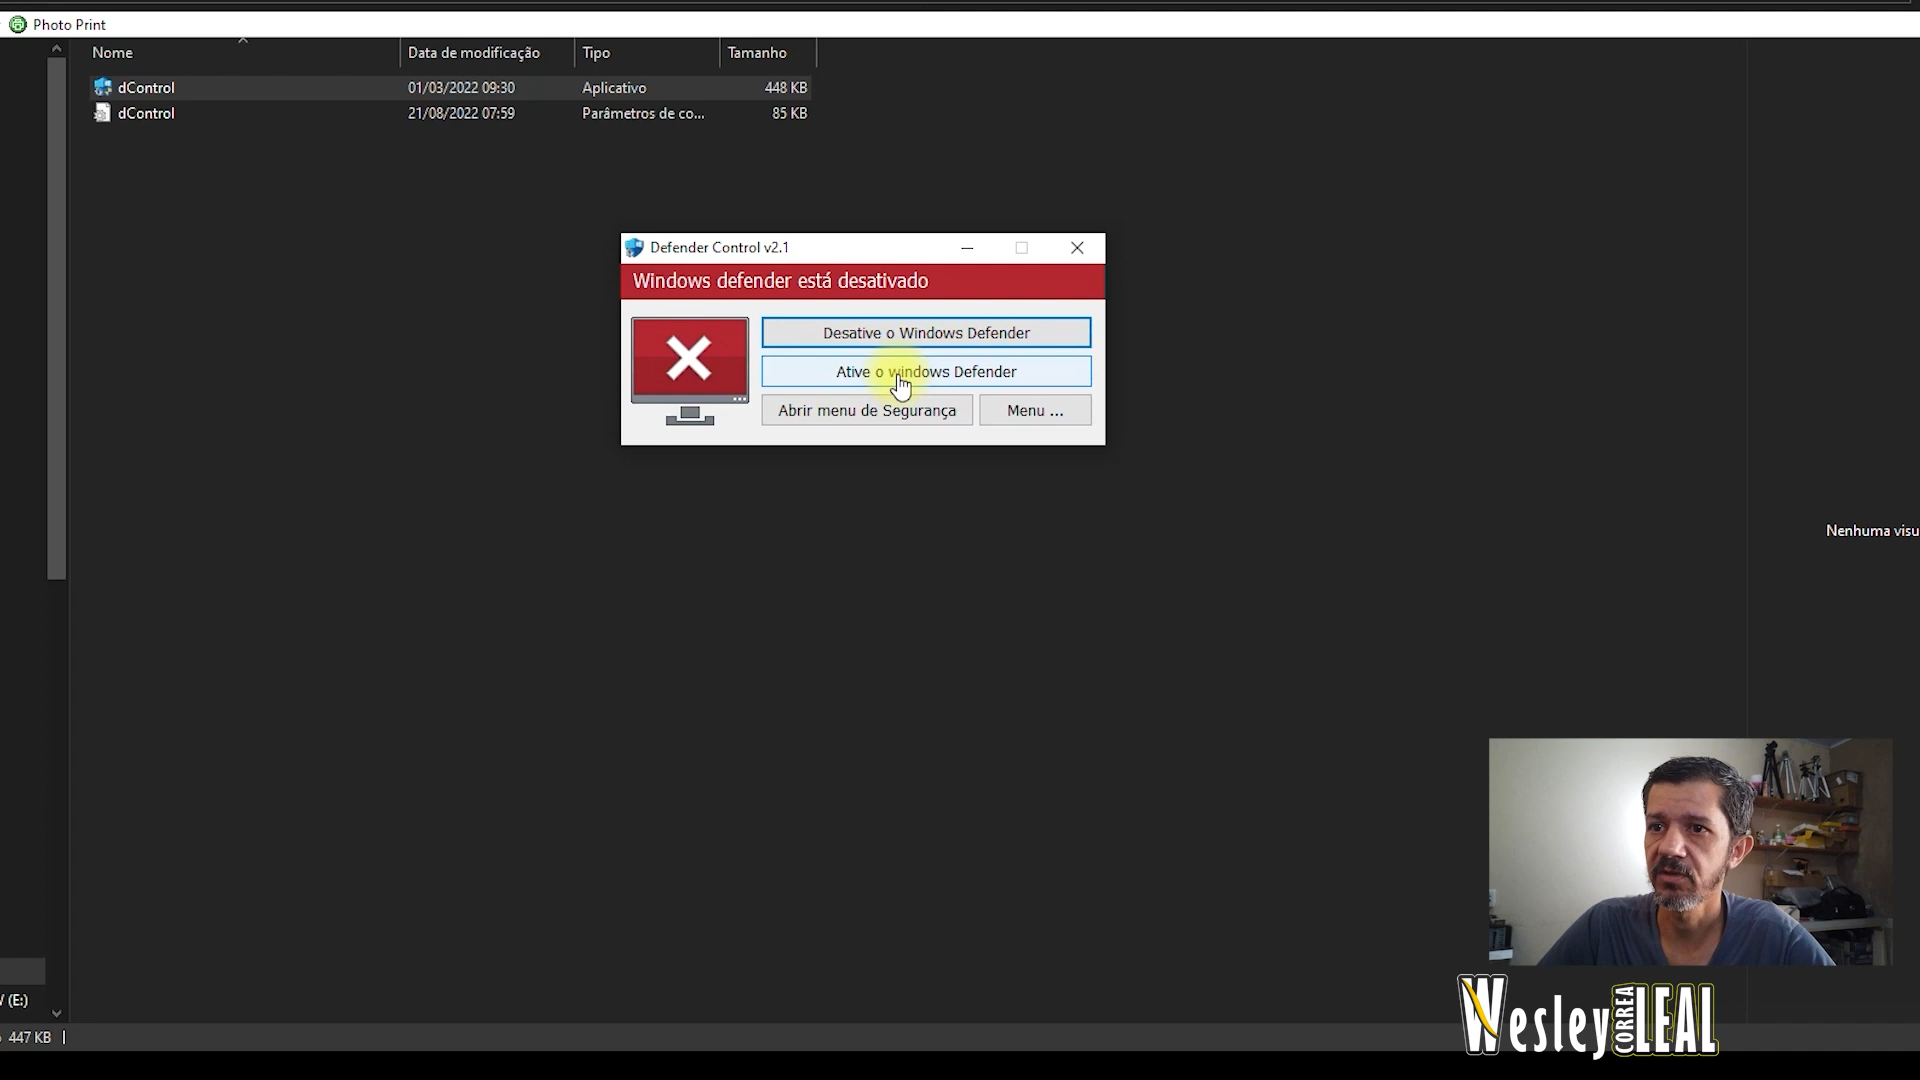 Photo Print
Nome Data de modificação Tipo Tamanho
dControl 01/03/2022 09:30 Aplicativo 448 KB
dControl 21/08/2022 07:59 Parâmetros de co... 85 KB
Defender Control v2.1
Windows defender está desativado
Desative o Windows Defender
Ative o windows Defender
Abrir menu de Segurança Menu ...
Nenhuma visu
(E:)
447 KB
Wesley CORREA LEAL